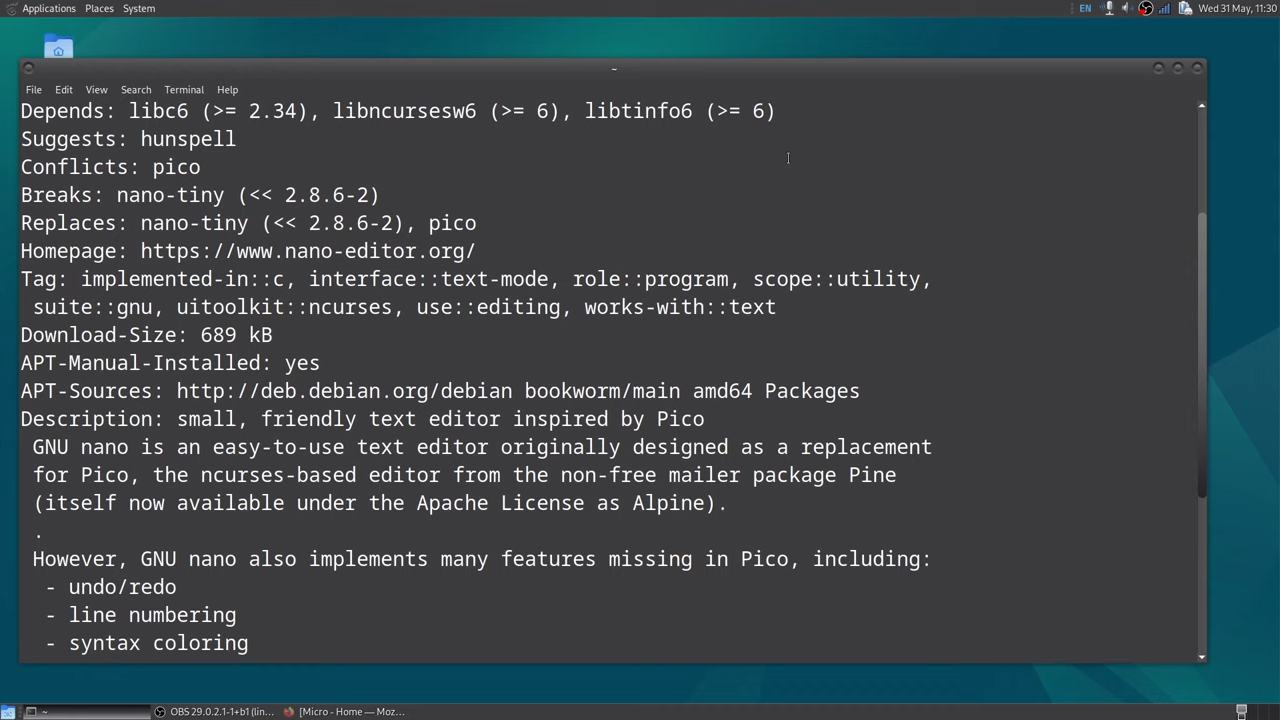 Applications Places System
EN
Wed 31 May, 11:30
~
File Edit View Search Terminal Help
Depends: libc6 (>= 2.34), libncursesw6 (>= 6), libtinfo6 (>= 6)
Suggests: hunspell
Conflicts: pico
Breaks: nano-tiny (<< 2.8.6-2)
Replaces: nano-tiny (<< 2.8.6-2), pico
Homepage: https://www.nano-editor.org/
Tag: implemented-in::c, interface::text-mode, role::program, scope::utility,
 suite::gnu, uitoolkit::ncurses, use::editing, works-with::text
Download-Size: 689 kB
APT-Manual-Installed: yes
APT-Sources: http://deb.debian.org/debian bookworm/main amd64 Packages
Description: small, friendly text editor inspired by Pico
 GNU nano is an easy-to-use text editor originally designed as a replacement
 for Pico, the ncurses-based editor from the non-free mailer package Pine
 (itself now available under the Apache License as Alpine).
 .
 However, GNU nano also implements many features missing in Pico, including:
  - undo/redo
  - line numbering
  - syntax coloring
~
OBS 29.0.2.1-1+b1 (lin...
[Micro - Home — Moz...